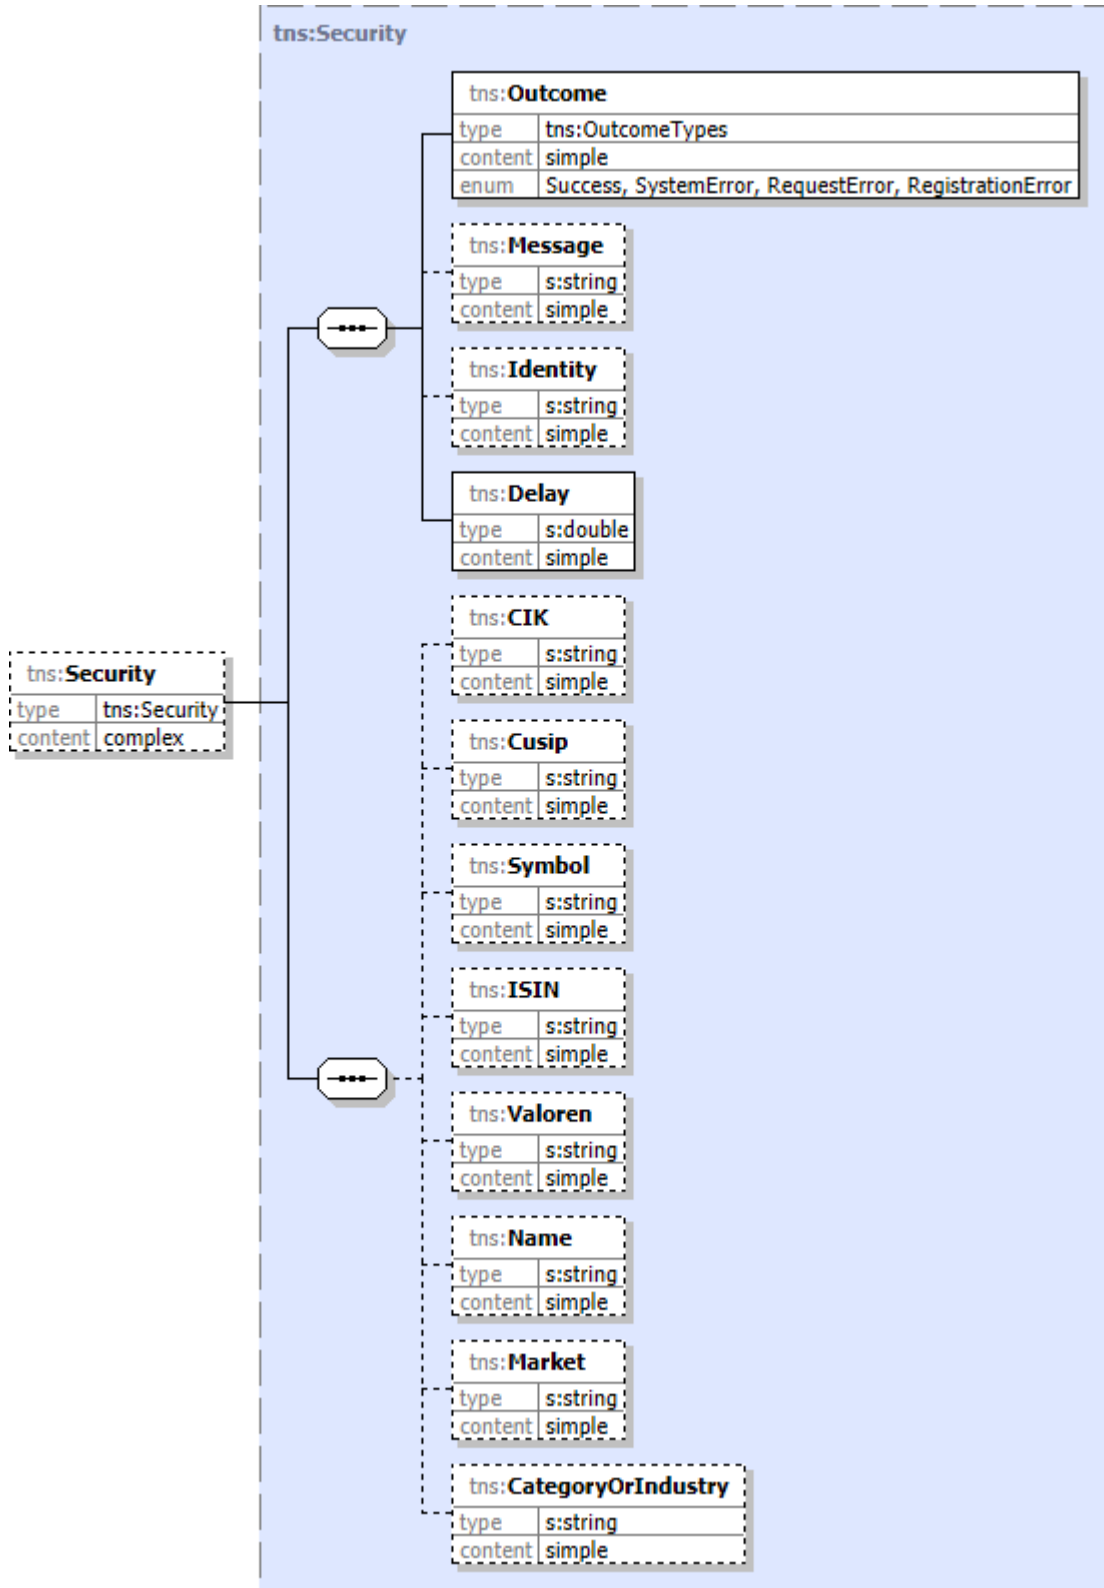 tns:Security
tns:Outcome
type tns:OutcomeTypes
content simple
enum Success, SystemError, RequestError, RegistrationError
tns:Message
type s:string
content simple
tns:Identity
type s:string
content simple
tns:Delay
type s:double
content simple
tns:CIK
type s:string
content simple
tns:Security
type tns:Security
content complex
tns:Cusip
type s:string
content simple
tns:Symbol
type s:string
content simple
tns:ISIN
type s:string
content simple
tns:Valoren
type s:string
content simple
tns:Name
type s:string
content simple
tns:Market
type s:string
content simple
tns:CategoryOrIndustry
type s:string
content simple